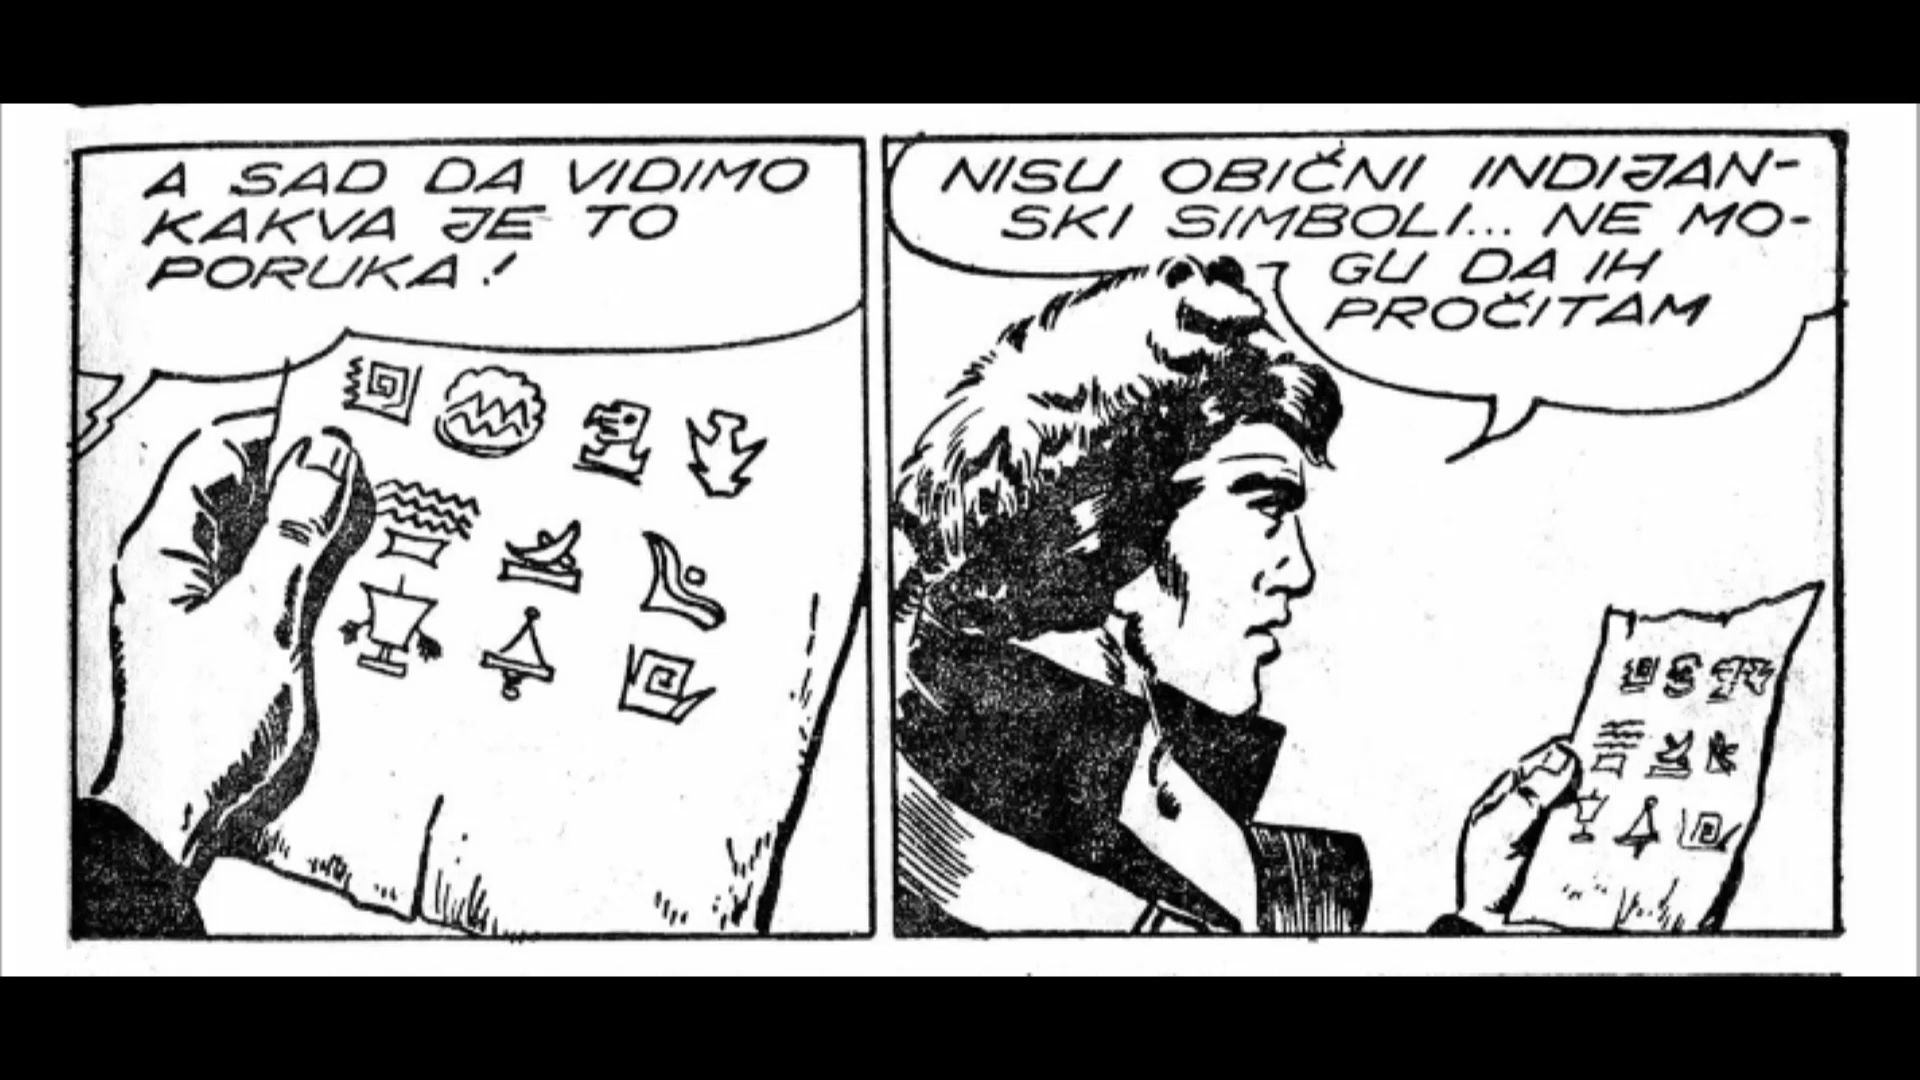 A SAD DA VIDIMO
KAKVA JE TO
PORUKA!
NISU OBIČNI INDIJAN-
SKI SIMBOLI... NE MO-
GU DA IH
PROČITAM